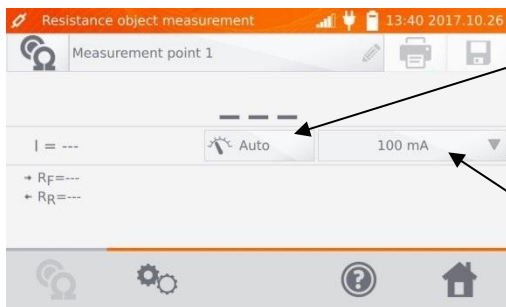 Resistance object measurement 13:40 2017.10.26
Measurement point 1
---
I = --- Auto 100 mA
→ RF=---
← RR=---
?